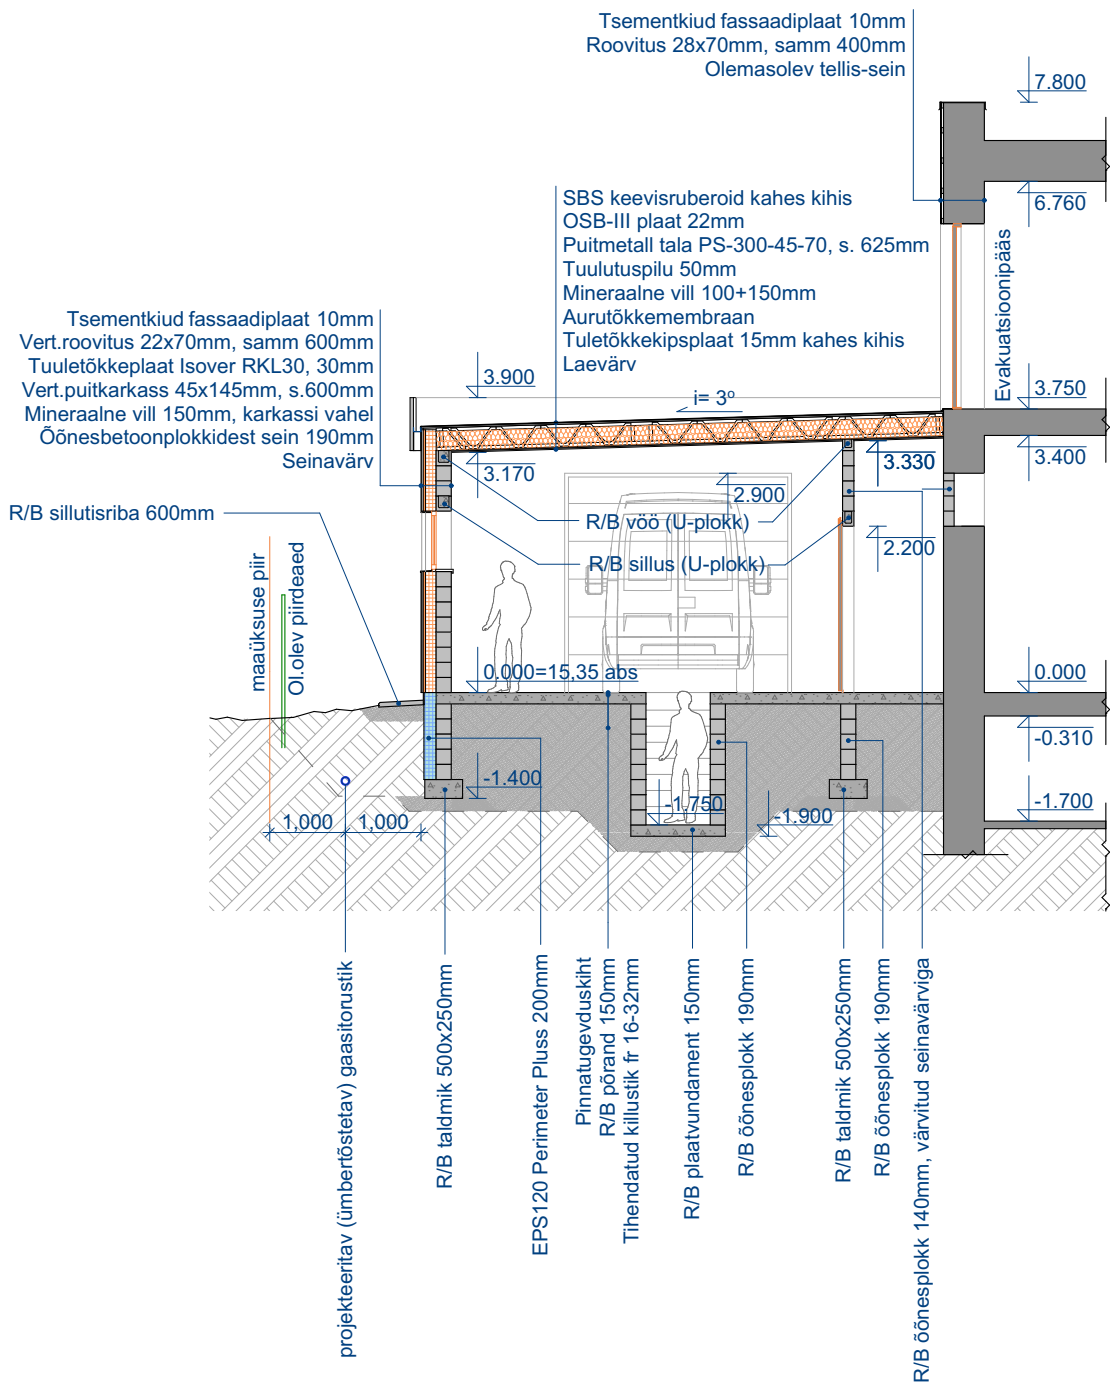 Tsementkiud fassaadiplaat 10mm
Roovitus 28x70mm, samm 400mm
Olemasolev tellis-sein
7.800
6.760
SBS keevisruberoid kahes kihis
OSB-III plaat 22mm
Puitmetall tala PS-300-45-70, s. 625mm
Tuulutuspilu 50mm
Mineraalne vill 100+150mm
Aurutõkkemembraan
Tuletõkkekipsplaat 15mm kahes kihis
Laevärv
Evakuatsioonipääs
Tsementkiud fassaadiplaat 10mm
Vert.roovitus 22x70mm, samm 600mm
Tuuletõkkeplaat Isover RKL30, 30mm
Vert.puitkarkass 45x145mm, s.600mm
Mineraalne vill 150mm, karkassi vahel
Õõnesbetoonplokkidest sein 190mm
Seinavärv
3.900
i= 3º
3.750
3.400
3.170
3.330
2.900
R/B sillutisriba 600mm
R/B vöö (U-plokk)
2.200
R/B sillus (U-plokk)
maaüksuse piir
Ol.olev piirdeaed
0.000=15,35 abs
0.000
-0.310
-1.400
-1.750
-1.900
-1.700
1,000
1,000
projekteeritav (ümbertõstetav) gaasitorustik
R/B taldmik 500x250mm
EPS120 Perimeter Pluss 200mm
Pinnatugevduskiht
R/B põrand 150mm
Tihendatud killustik fr 16-32mm
R/B plaatvundament 150mm
R/B õõnesplokk 190mm
R/B taldmik 500x250mm
R/B õõnesplokk 190mm
R/B õõnesplokk 140mm, värvitud seinavärviga